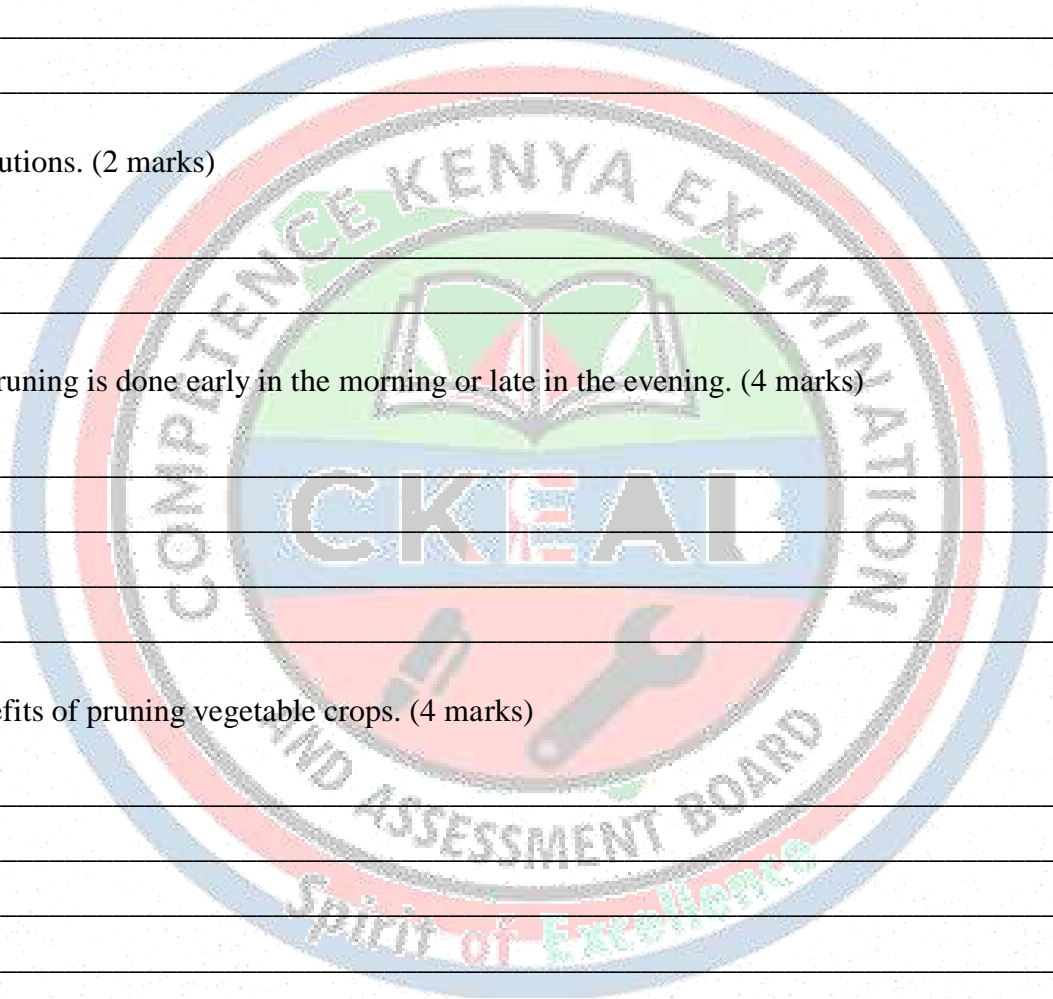 utions. (2 marks)
COMPETENCE KENYA EXAMINATION
runing is done early in the morning or late in the evening. (4 marks)
CKEAB
efits of pruning vegetable crops. (4 marks)
AND ASSESSMENT BOARD
Spirit of Excellence